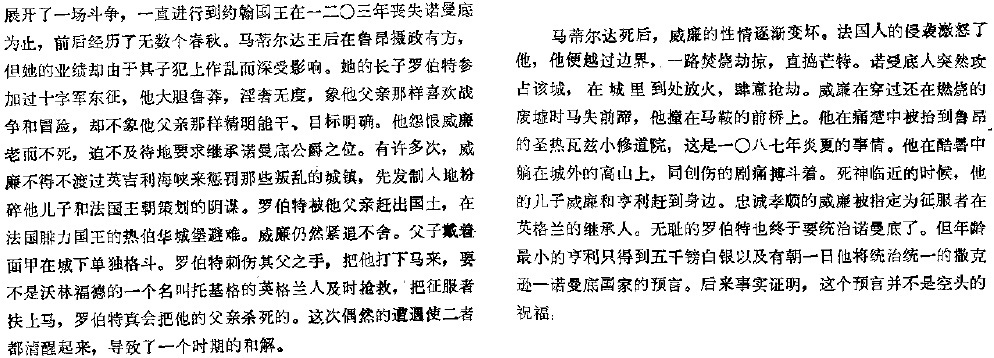 展开了一场斗争，一直进行到约翰国王在一二〇三年丧失诺曼底
为止，前后经历了无数个春秋。马蒂尔达王后在鲁昂摄政有方，
但她的业绩却由于其子犯上作乱而深受影响。她的长子罗伯特参
加过十字军东征，他大胆鲁莽，淫奢无度，象他父亲那样喜欢战
争和冒险，却不象他父亲那样精明能干、目标明确。他怨恨威廉
老而不死，迫不及待地要求继承诺曼底公爵之位。有许多次，威
廉不得不渡过英吉利海峡来惩罚那些叛乱的城镇，先发制人地粉
碎他儿子和法国王朝策划的阴谋。罗伯特被他父亲赶出国土，在
法国腓力国王的热伯华城堡避难。威廉仍然紧追不舍。父子戴着
面甲在城下单独格斗。罗伯特刺伤其父之手，把他打下马来，要
不是沃林福德的一个名叫托基格的英格兰人及时抢救，把征服者
扶上马，罗伯特真会把他的父亲杀死的。这次偶然的遭遇使二者
都清醒起来，导致了一个时期的和解。
马蒂尔达死后，威廉的性情逐渐变坏。法国人的侵袭激怒了
他，他便越过边界，一路焚烧劫掠，直捣芒特。诺曼底人突然攻
占该城，在城里到处放火，肆意抢劫。威廉在穿过还在燃烧的
废墟时马失前蹄，他撞在马鞍的前桥上。他在痛楚中被抬到鲁昂
的圣热瓦兹小修道院，这是一〇八七年炎夏的事情。他在酷暑中
躺在城外的高山上，同创伤的剧痛搏斗着。死神临近的时候，他
的儿子威廉和亨利赶到身边。忠诚孝顺的威廉被指定为征服者在
英格兰的继承人。无耻的罗伯特也终于要统治诺曼底了。但年龄
最小的亨利只得到五千镑白银以及有朝一日他将统治统一的撒克
逊—诺曼底国家的预言。后来事实证明，这个预言并不是空头的
祝福。